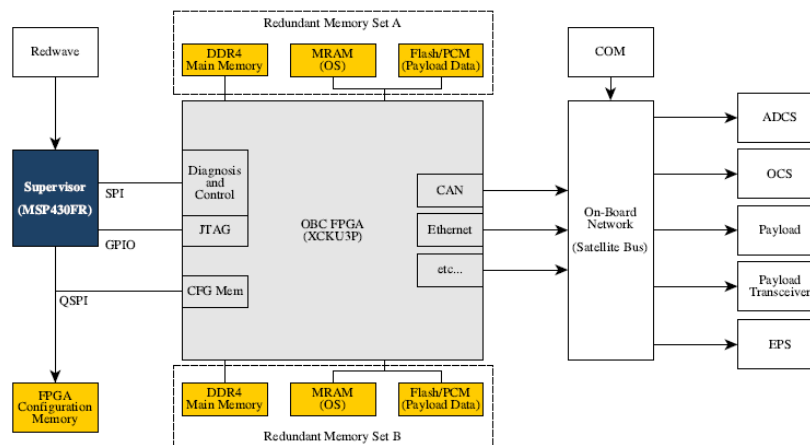 Redundant Memory Set A
Redwave
DDR4
Main Memory
MRAM
(OS)
Flash/PCM
(Payload Data)
COM
Supervisor
(MSP430FR)
SPI
GPIO
QSPI
Diagnosis
and
Control
JTAG
CFG Mem
OBC FPGA
(XCKU3P)
CAN
Ethernet
etc...
On-Board
Network
(Satellite Bus)
ADCS
OCS
Payload
Payload
Transceiver
EPS
FPGA
Configuration
Memory
DDR4
Main Memory
MRAM
(OS)
Flash/PCM
(Payload Data)
Redundant Memory Set B